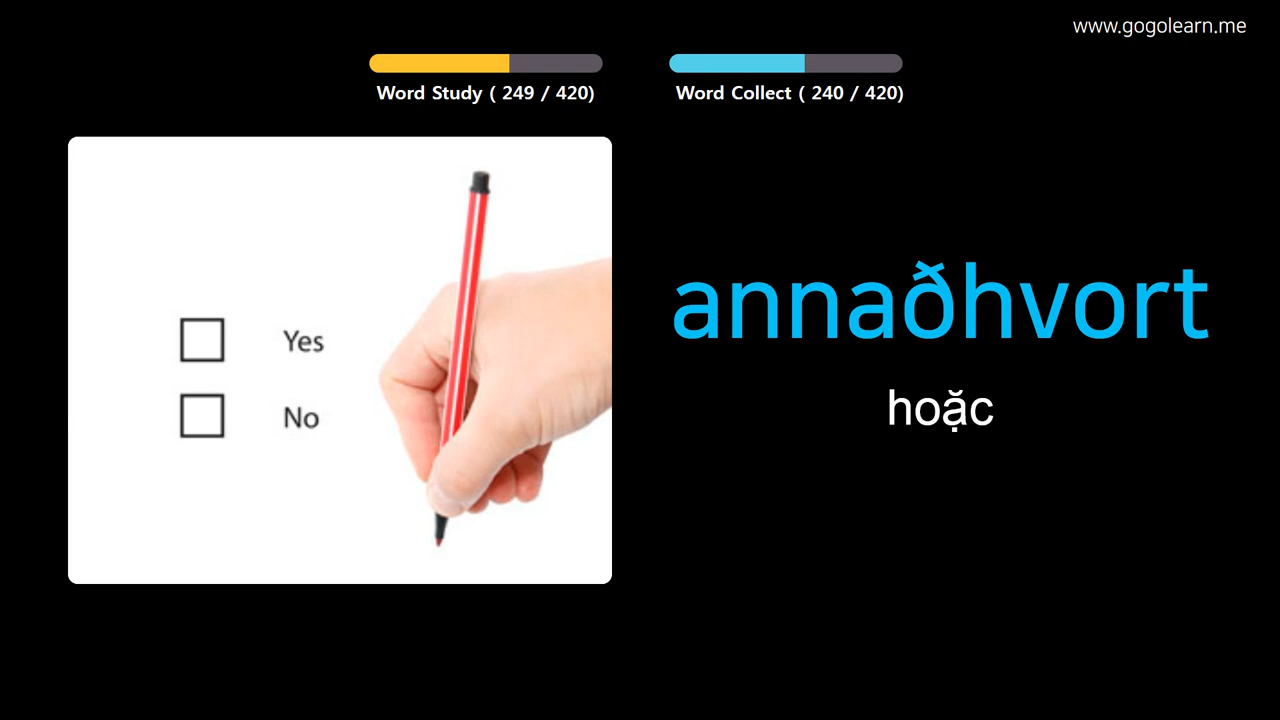 www.gogolearn.me
Word Study ( 249 / 420)
Word Collect ( 240 / 420)
Yes
No
annaðhvort
hoặc